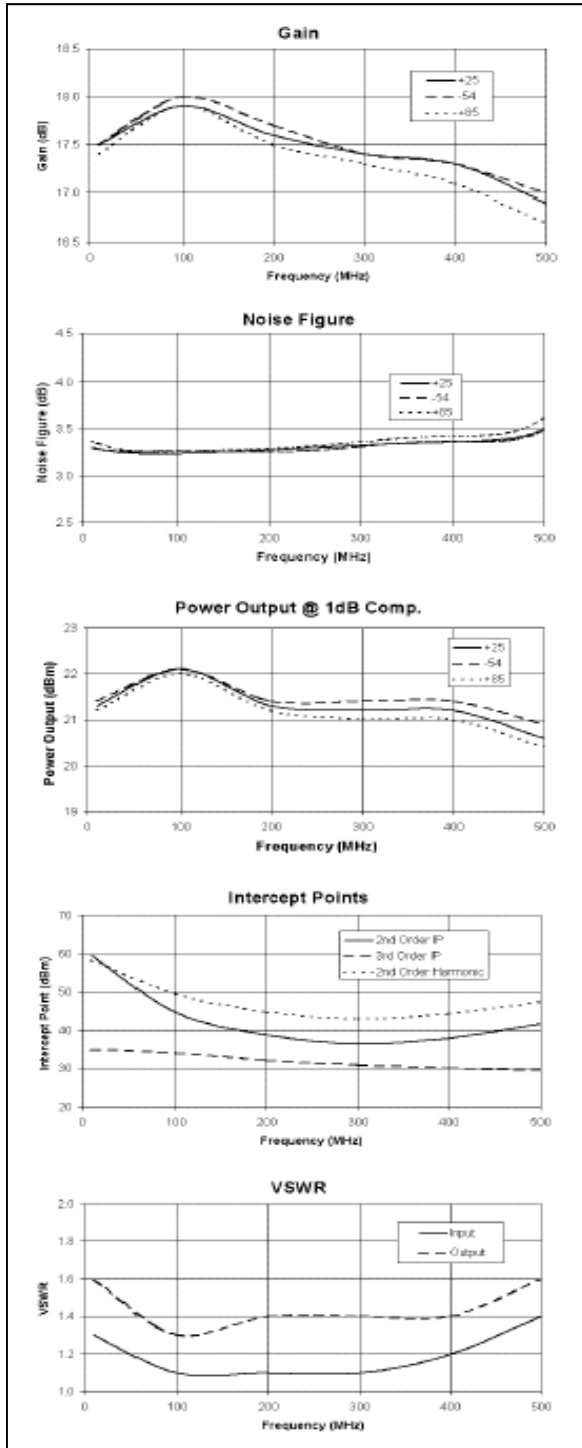 Gain
18.5
18.0
17.5
17.0
16.5
Gain (dB)
+25
-54
+85
0 100 200 300 400 500
Frequency (MHz)
Noise Figure
4.5
4.0
3.5
3.0
2.5
Noise Figure (dB)
+25
-54
+85
0 100 200 300 400 500
Frequency (MHz)
Power Output @ 1dB Comp.
23
22
21
20
19
Power Output (dBm)
+25
-54
+85
0 100 200 300 400 500
Frequency (MHz)
Intercept Points
70
60
50
40
30
20
Intercept Point (dBm)
2nd Order IP
3rd Order IP
2nd Order Harmonic
0 100 200 300 400 500
Frequency (MHz)
VSWR
2.0
1.8
1.6
1.4
1.2
1.0
VSWR
Input
Output
0 100 200 300 400 500
Frequency (MHz)